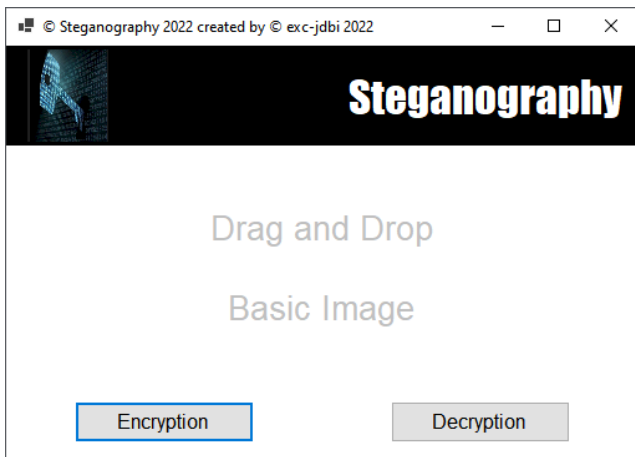 © Steganography 2022 created by © exc-jdbi 2022
Steganography
Drag and Drop
Basic Image
Encryption
Decryption